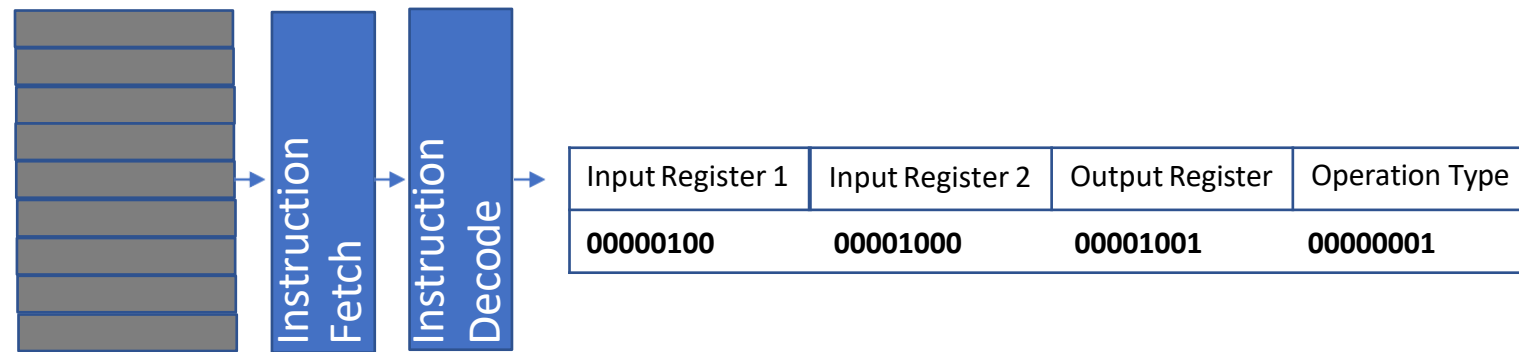 Instruction
Fetch
Instruction
Decode
Input Register 1 Input Register 2 Output Register Operation Type
00000100 00001000 00001001 00000001